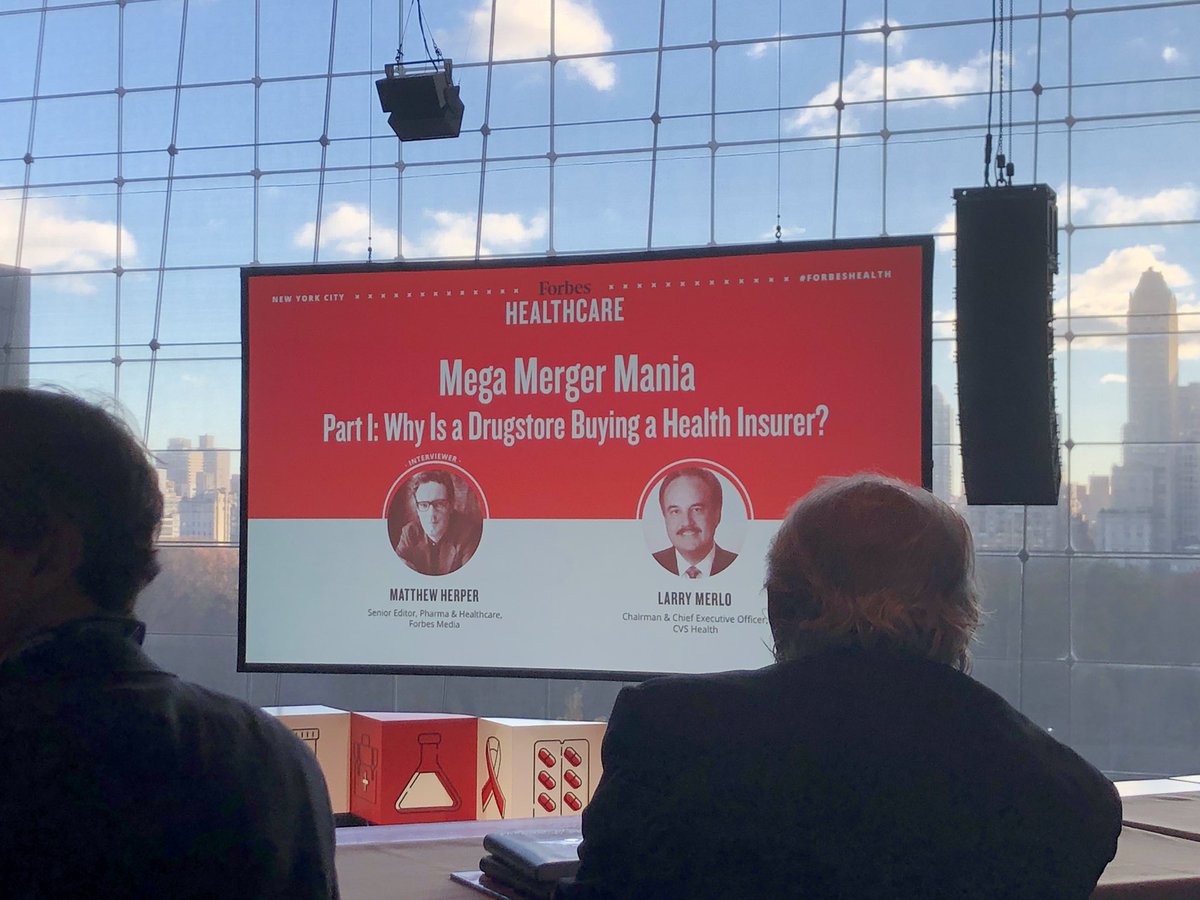 NEW YORK CITY
Forbes
#FORBESHEALTH
HEALTHCARE
Mega Merger Mania
Part I: Why Is a Drugstore Buying a Health Insurer?
INTERVIEWER
MATTHEW HERPER
Senior Editor, Pharma & Healthcare,
Forbes Media
LARRY MERLO
Chairman & Chief Executive Officer,
CVS Health